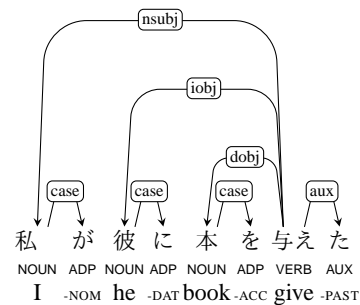 nsubj
iobj
dobj
case case case aux
私 が 彼 に 本 を 与え た
NOUN ADP NOUN ADP NOUN ADP VERB AUX
I -NOM he -DAT book -ACC give -PAST